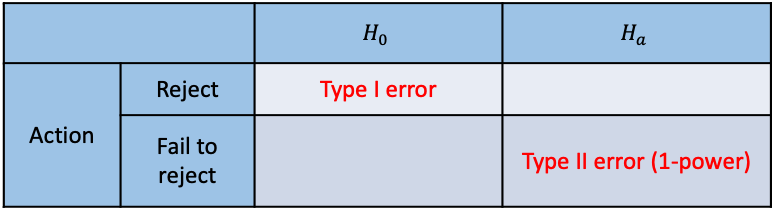 H₀
Hₐ
Action
Reject
Type I error
Fail to
reject
Type II error (1-power)